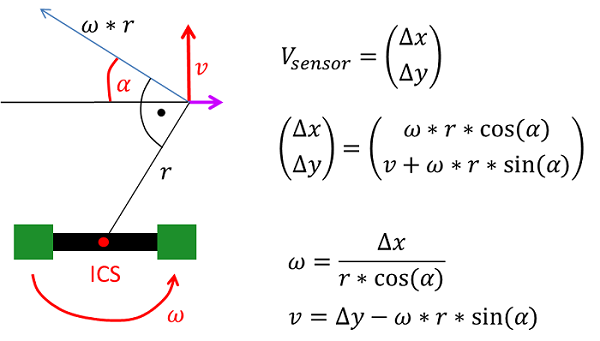 ω * r
v
α
r
ICS
ω
V_sensor = (Δx Δy)
(Δx Δy) = (ω * r * cos(α) v + ω * r * sin(α))
ω = Δx / r * cos(α)
v = Δy − ω * r * sin(α)